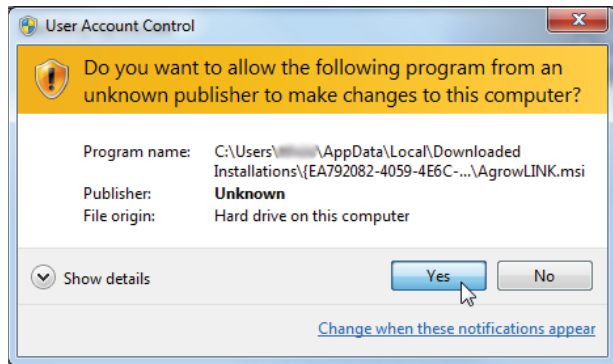 User Account Control
Do you want to allow the following program from an
unknown publisher to make changes to this computer?
Program name: C:\Users\ \AppData\Local\Downloaded
Installations\{EA792082-4059-4E6C-...\AgrowLINK.msi
Publisher: Unknown
File origin: Hard drive on this computer
Show details
Yes
No
Change when these notifications appear